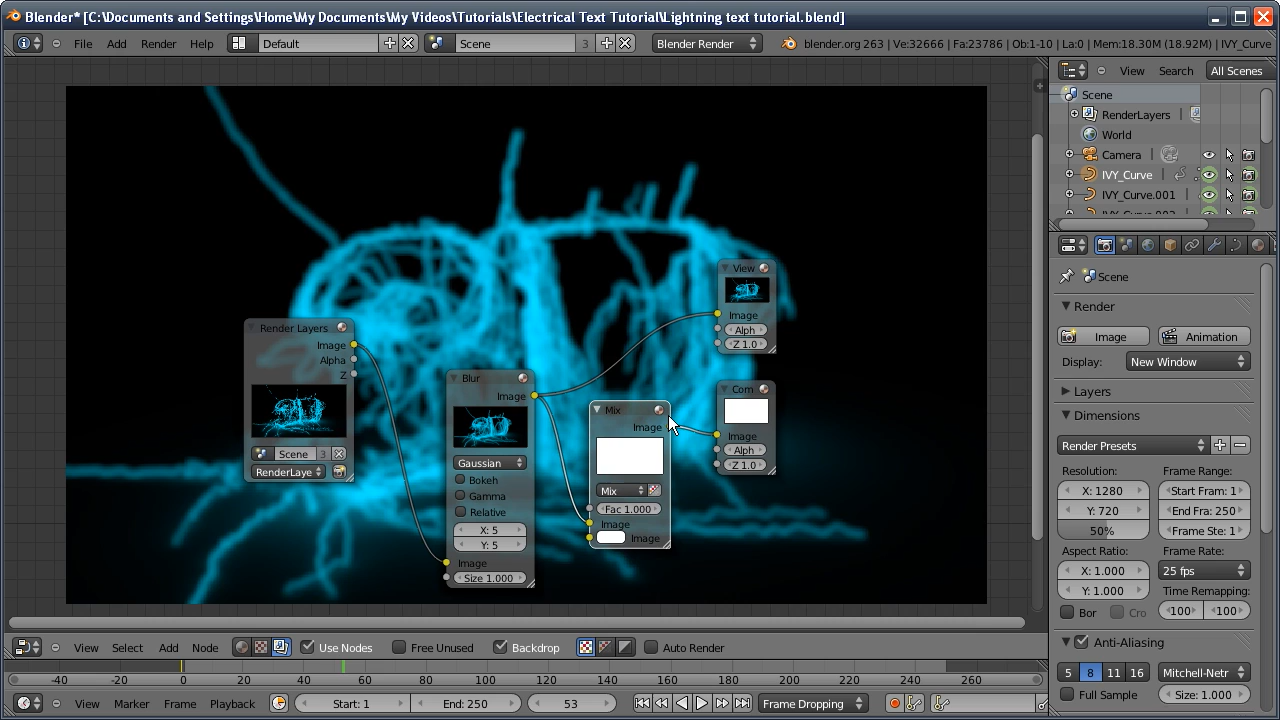 Blender* [C:\Documents and Settings\Home\My Documents\My Videos\Tutorials\Electrical Text Tutorial\Lightning text tutorial.blend]
File Add Render Help Default Scene 3 Blender Render blender.org 263 | Ve:32666 | Fa:23786 | Ob:1-10 | La:0 | Mem:18.30M (18.92M) | IVY_Curve
View Search All Scenes
Scene
RenderLayers
World
Camera
IVY_Curve
IVY_Curve.001
Scene
Render
Image Animation
Display: New Window
Layers
Dimensions
Render Presets
Resolution: Frame Range:
X: 1280 Start Fram: 1
Y: 720 End Fra: 250
50% Frame Ste: 1
Aspect Ratio: Frame Rate:
X: 1.000 25 fps
Y: 1.000 Time Remapping:
Bor Cro 100 100
Anti-Aliasing
5 8 11 16 Mitchell-Netr
Full Sample Size: 1.000
Render Layers
Image
Alpha
Z
Scene 3
RenderLaye
Blur
Image
Gaussian
Bokeh
Gamma
Relative
X: 5
Y: 5
Image
Size 1.000
Mix
Image
Mix
Fac 1.000
Image
Image
View
Image
Alph
Z 1.0
Com
Image
Alph
Z 1.0
View Select Add Node Use Nodes Free Unused Backdrop Auto Render
-40 -20 0 20 40 60 80 100 120 140 160 180 200 220 240 260
View Marker Frame Playback Start: 1 End: 250 53 Frame Dropping